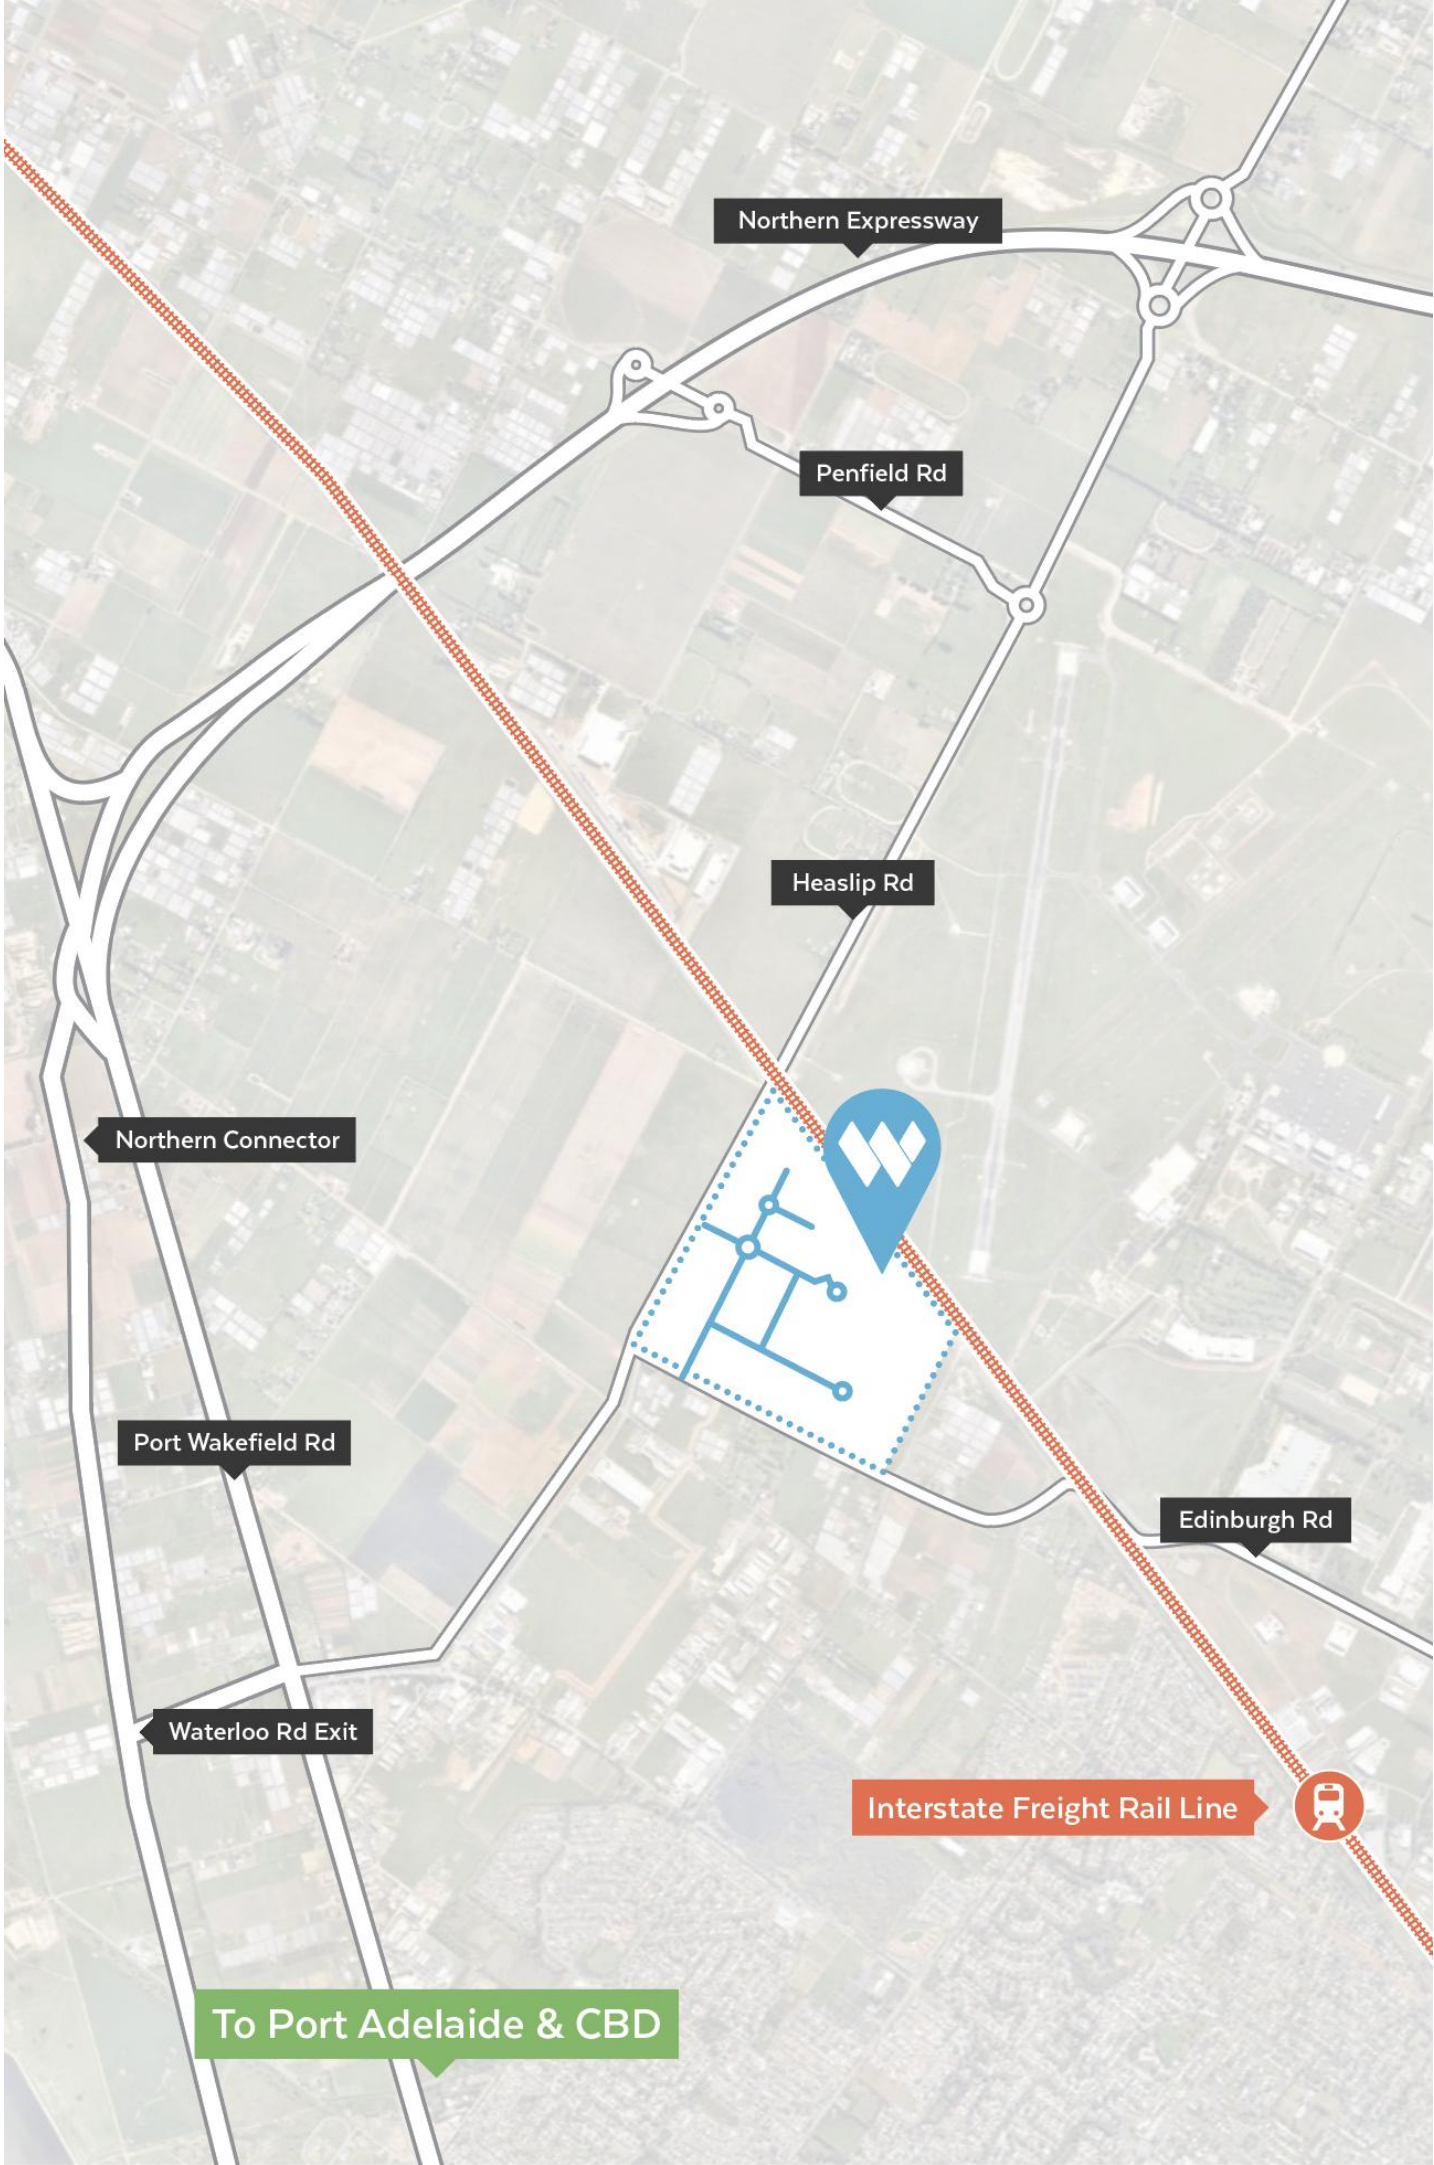 Northern Expressway
Penfield Rd
Heaslip Rd
Northern Connector
Port Wakefield Rd
Edinburgh Rd
Waterloo Rd Exit
Interstate Freight Rail Line
To Port Adelaide & CBD